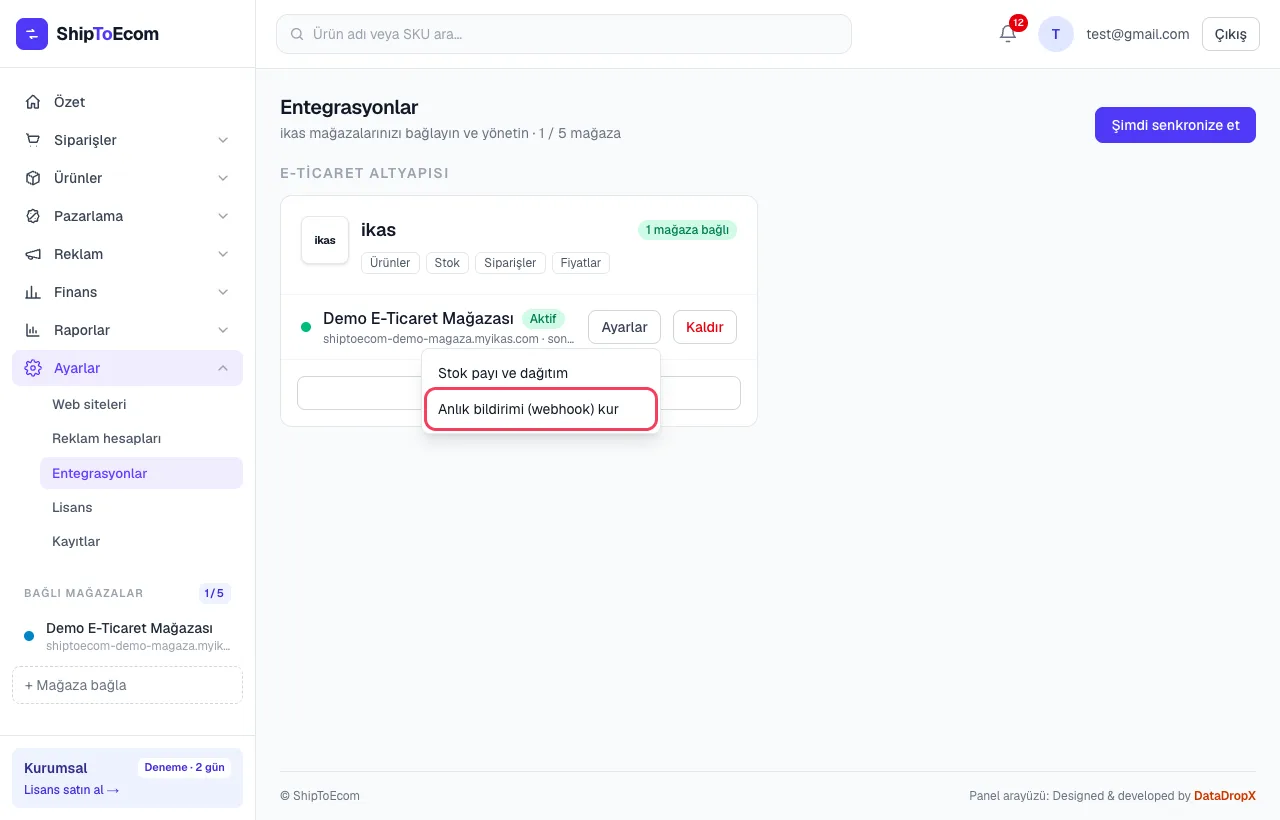 ShipToEcom
Ürün adı veya SKU ara...
12
T
test@gmail.com
Çıkış
Özet
Siparişler
Ürünler
Pazarlama
Reklam
Finans
Raporlar
Ayarlar
Web siteleri
Reklam hesapları
Entegrasyonlar
Lisans
Kayıtlar
BAĞLI MAĞAZALAR
1/5
Demo E-Ticaret Mağazası
shiptoecom-demo-magaza.myik...
+ Mağaza bağla
Kurumsal
Deneme · 2 gün
Lisans satın al →
Entegrasyonlar
ikas mağazalarınızı bağlayın ve yönetin · 1 / 5 mağaza
Şimdi senkronize et
E-TİCARET ALTYAPISI
ikas
ikas
1 mağaza bağlı
Ürünler
Stok
Siparişler
Fiyatlar
Demo E-Ticaret Mağazası
Aktif
shiptoecom-demo-magaza.myikas.com · son...
Ayarlar
Kaldır
Stok payı ve dağıtım
Anlık bildirimi (webhook) kur
© ShipToEcom
Panel arayüzü: Designed & developed by DataDropX